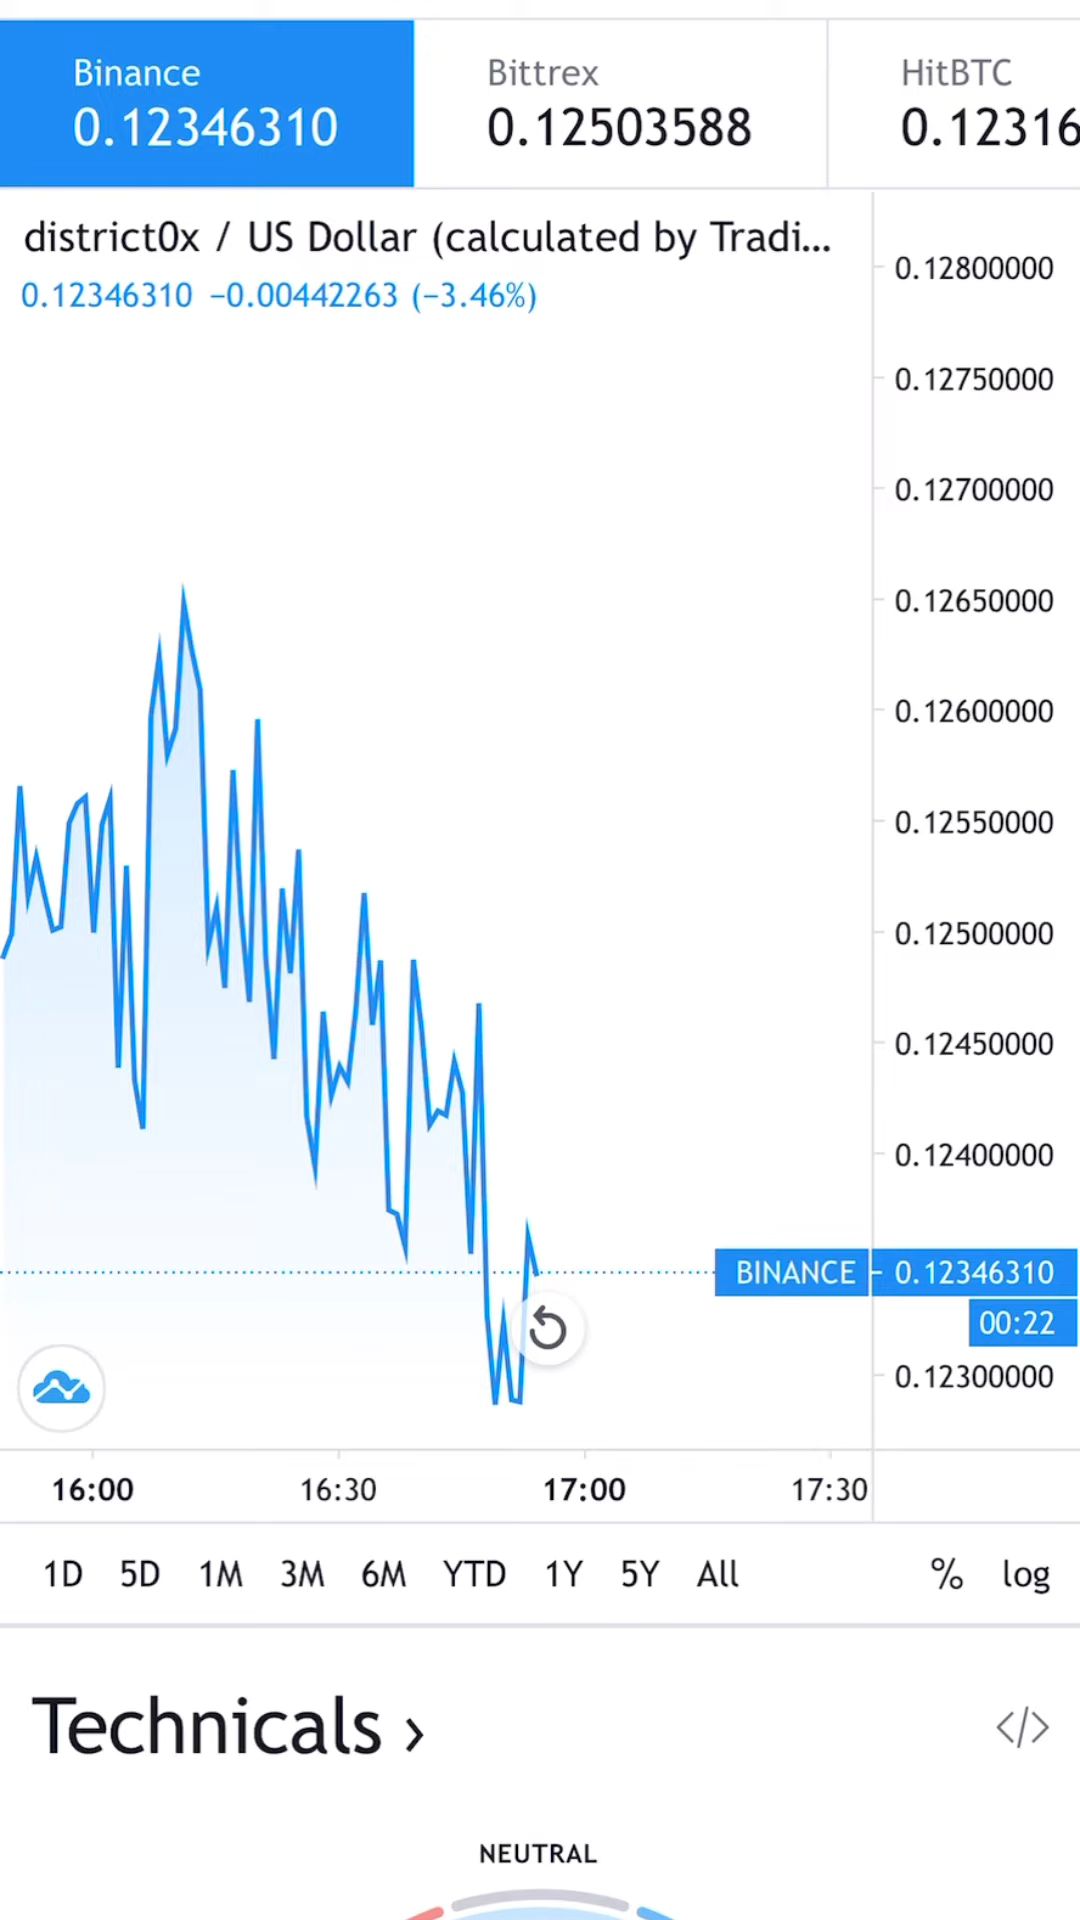 Binance
0.12346310
Bittrex
0.12503588
HitBTC
0.12316
district0x / US Dollar (calculated by Tradi...
0.12346310 −0.00442263 (−3.46%)
0.12800000
0.12750000
0.12700000
0.12650000
0.12600000
0.12550000
0.12500000
0.12450000
0.12400000
BINANCE 0.12346310
00:22
0.12300000
16:00 16:30 17:00 17:30
1D 5D 1M 3M 6M YTD 1Y 5Y All % log
Technicals ›
</>
NEUTRAL